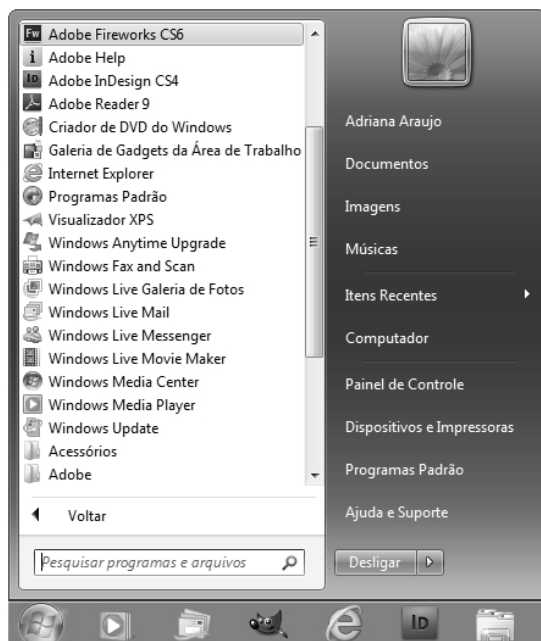 Fw Adobe Fireworks CS6
Adobe Help
ID Adobe InDesign CS4
Adobe Reader 9
Criador de DVD do Windows
Galeria de Gadgets da Área de Trabalho
Internet Explorer
Programas Padrão
Visualizador XPS
Windows Anytime Upgrade
Windows Fax and Scan
Windows Live Galeria de Fotos
Windows Live Mail
Windows Live Messenger
Windows Live Movie Maker
Windows Media Center
Windows Media Player
Windows Update
Acessórios
Adobe
Voltar
Pesquisar programas e arquivos
Adriana Araujo
Documentos
Imagens
Músicas
Itens Recentes
Computador
Painel de Controle
Dispositivos e Impressoras
Programas Padrão
Ajuda e Suporte
Desligar
ID